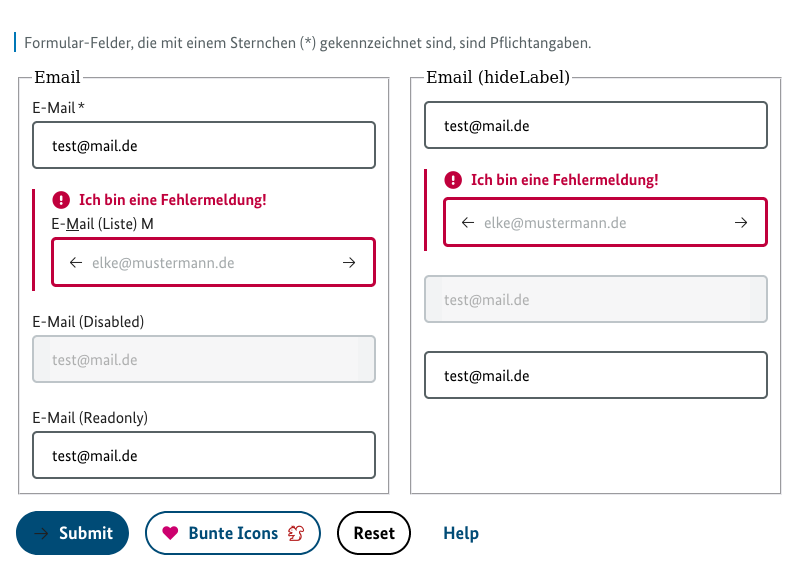 Formular-Felder, die mit einem Sternchen (*) gekennzeichnet sind, sind Pflichtangaben.
Email
E-Mail *
test@mail.de
Ich bin eine Fehlermeldung!
E-Mail (Liste) M
elke@mustermann.de
E-Mail (Disabled)
test@mail.de
E-Mail (Readonly)
test@mail.de
Email (hideLabel)
test@mail.de
Ich bin eine Fehlermeldung!
elke@mustermann.de
test@mail.de
test@mail.de
Submit
Bunte Icons
Reset
Help